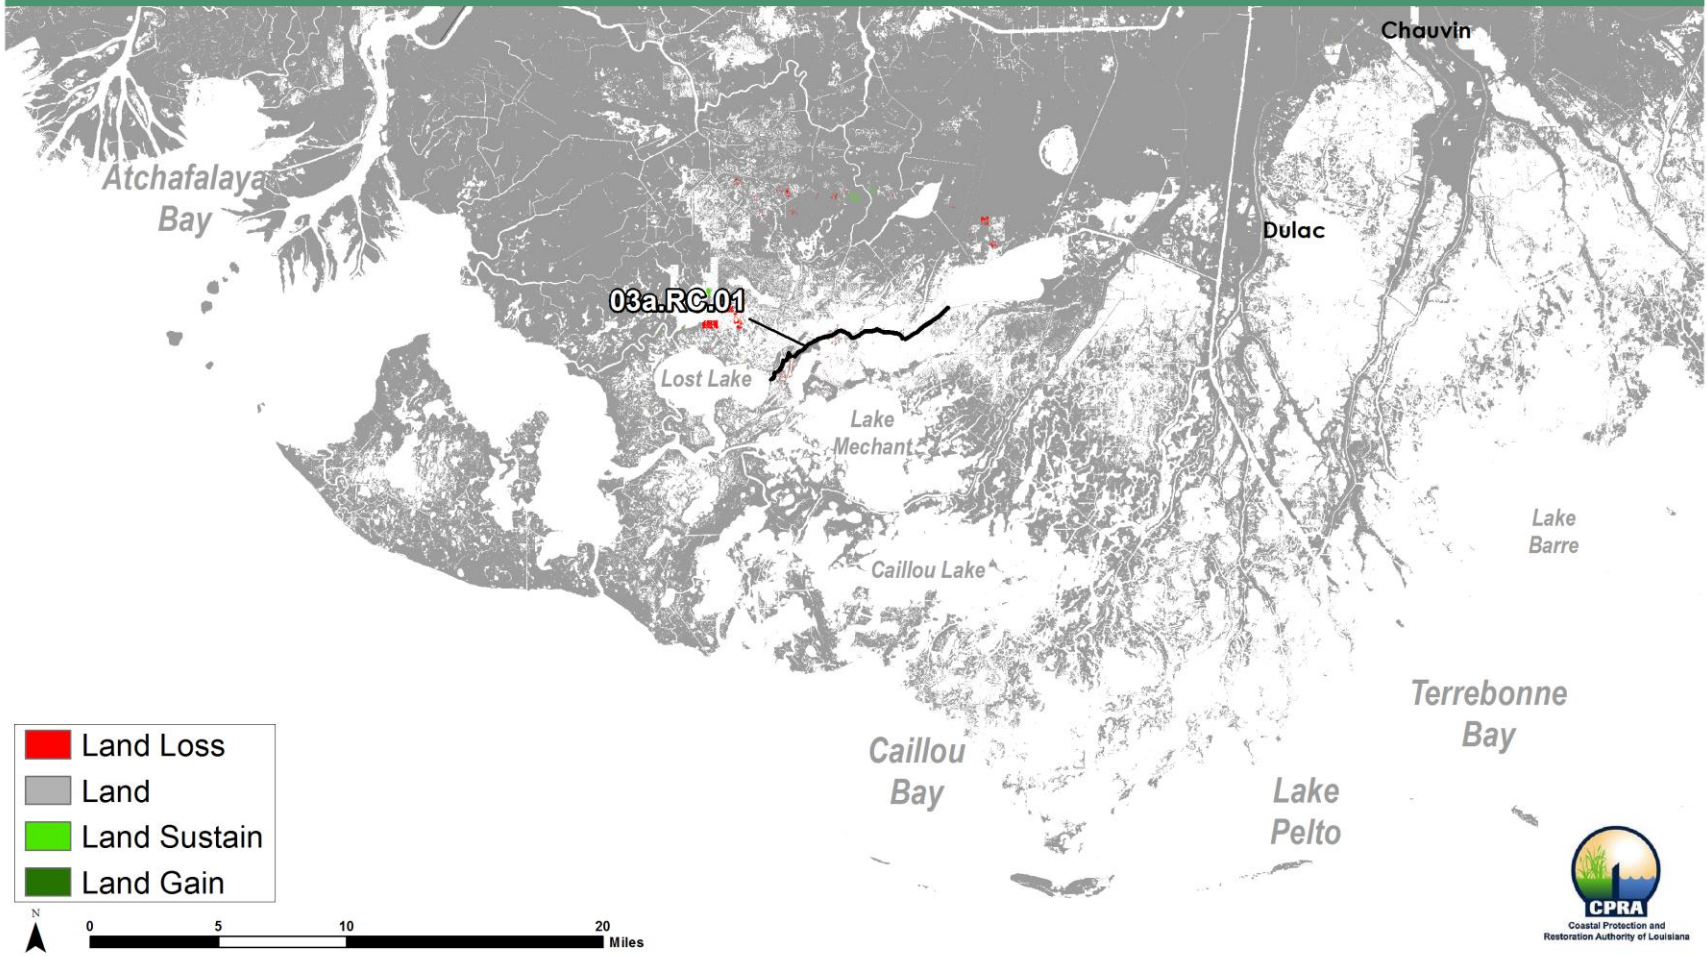 Chauvin
Atchafalaya
Bay
Dulac
03a.RC.01
Lost Lake
Lake
Mechant
Lake
Barre
Caillou Lake
Terrebonne
Bay
Caillou
Bay
Lake
Pelto
Land Loss
Land
Land Sustain
Land Gain
N
0 5 10 20
Miles
CPRA
Coastal Protection and
Restoration Authority of Louisiana